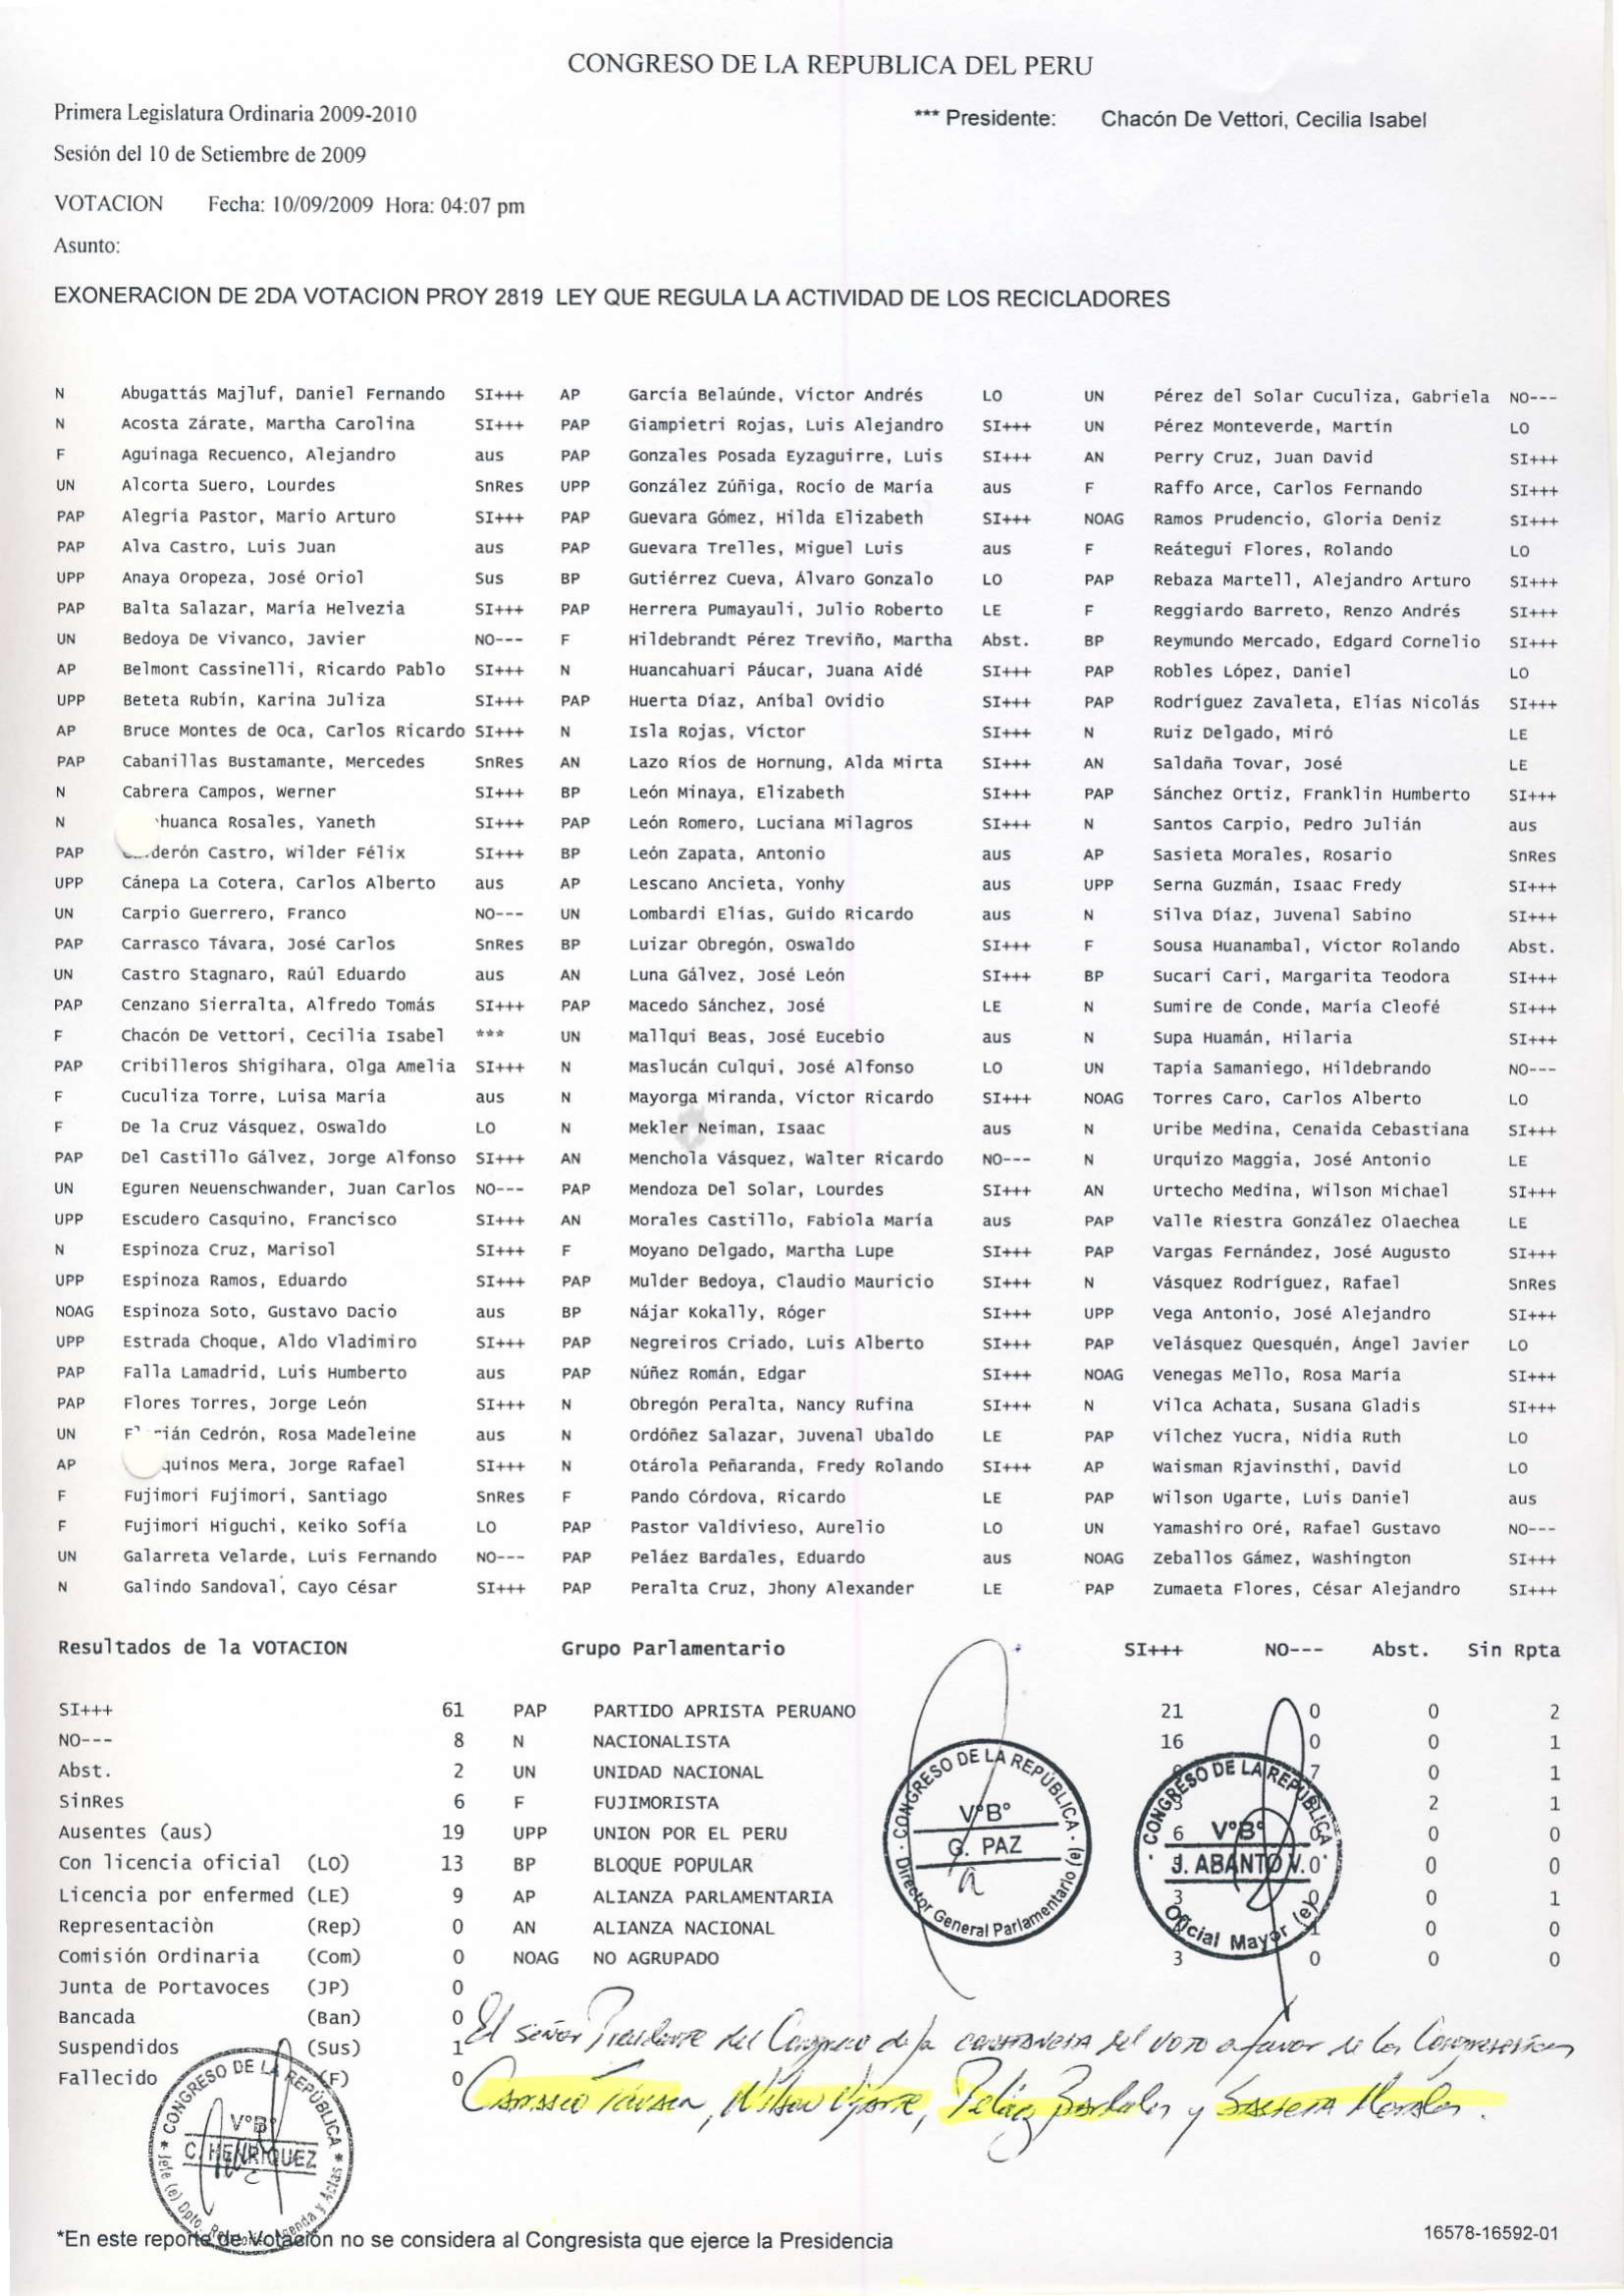 CONGRESO DE LA REPUBLICA DEL PERU
Primera Legislatura Ordinaria 2009-2010 *** Presidente: Chacón De Vettori, Cecilia Isabel
Sesión del 10 de Setiembre de 2009
VOTACION Fecha: 10/09/2009 Hora: 04:07 pm
Asunto:
EXONERACION DE 2DA VOTACION PROY 2819 LEY QUE REGULA LA ACTIVIDAD DE LOS RECICLADORES
N Abugattás Majluf, Daniel Fernando SI+++ AP García Belaúnde, Víctor Andrés LO UN Pérez del Solar Cuculiza, Gabriela NO---
N Acosta Zárate, Martha Carolina SI+++ PAP Giampietri Rojas, Luis Alejandro SI+++ UN Pérez Monteverde, Martín LO
F Aguinaga Recuenco, Alejandro aus PAP Gonzales Posada Eyzaguirre, Luis SI+++ AN Perry Cruz, Juan David SI+++
UN Alcorta Suero, Lourdes SnRes UPP González Zúñiga, Rocío de María aus F Raffo Arce, Carlos Fernando SI+++
PAP Alegría Pastor, Mario Arturo SI+++ PAP Guevara Gómez, Hilda Elizabeth SI+++ NOAG Ramos Prudencio, Gloria Deniz SI+++
PAP Alva Castro, Luis Juan aus PAP Guevara Trelles, Miguel Luis aus F Reátegui Flores, Rolando LO
UPP Anaya Oropeza, José Oriol Sus BP Gutiérrez Cueva, Álvaro Gonzalo LO PAP Rebaza Martell, Alejandro Arturo SI+++
PAP Balta Salazar, María Helvezia SI+++ PAP Herrera Pumayauli, Julio Roberto LE F Reggiardo Barreto, Renzo Andrés SI+++
UN Bedoya De Vivanco, Javier NO--- F Hildebrandt Pérez Treviño, Martha Abst. BP Reymundo Mercado, Edgard Cornelio SI+++
AP Belmont Cassinelli, Ricardo Pablo SI+++ N Huancahuari Páucar, Juana Aidé SI+++ PAP Robles López, Daniel LO
UPP Beteta Rubín, Karina Juliza SI+++ PAP Huerta Díaz, Aníbal Ovidio SI+++ PAP Rodríguez Zavaleta, Elías Nicolás SI+++
AP Bruce Montes de Oca, Carlos Ricardo SI+++ N Isla Rojas, Víctor SI+++ N Ruiz Delgado, Miró LE
PAP Cabanillas Bustamante, Mercedes SnRes AN Lazo Ríos de Hornung, Alda Mirta SI+++ AN Saldaña Tovar, José LE
N Cabrera Campos, Werner SI+++ BP León Minaya, Elizabeth SI+++ PAP Sánchez Ortiz, Franklin Humberto SI+++
N huanca Rosales, Yaneth SI+++ PAP León Romero, Luciana Milagros SI+++ N Santos Carpio, Pedro Julián aus
PAP derón Castro, Wilder Félix SI+++ BP León Zapata, Antonio aus AP Sasieta Morales, Rosario SnRes
UPP Cánepa La Cotera, Carlos Alberto aus AP Lescano Ancieta, Yonhy aus UPP Serna Guzmán, Isaac Fredy SI+++
UN Carpio Guerrero, Franco NO--- UN Lombardi Elías, Guido Ricardo aus N Silva Díaz, Juvenal Sabino SI+++
PAP Carrasco Távara, José Carlos SnRes BP Luizar Obregón, Oswaldo SI+++ F Sousa Huanambal, Víctor Rolando Abst.
UN Castro Stagnaro, Raúl Eduardo aus AN Luna Gálvez, José León SI+++ BP Sucari Cari, Margarita Teodora SI+++
PAP Cenzano Sierralta, Alfredo Tomás SI+++ PAP Macedo Sánchez, José LE N Sumire de Conde, María Cleofé SI+++
F Chacón De Vettori, Cecilia Isabel *** UN Mallqui Beas, José Eucebio aus N Supa Huamán, Hilaria SI+++
PAP Cribilleros Shigihara, Olga Amelia SI+++ N Maslucán Culqui, José Alfonso LO UN Tapia Samaniego, Hildebrando NO---
F Cuculiza Torre, Luisa María aus N Mayorga Miranda, Víctor Ricardo SI+++ NOAG Torres Caro, Carlos Alberto LO
F De la Cruz Vásquez, Oswaldo LO N Mekler Neiman, Isaac aus N Uribe Medina, Cenaida Cebastiana SI+++
PAP Del Castillo Gálvez, Jorge Alfonso SI+++ AN Menchola Vásquez, Walter Ricardo NO--- N Urquizo Maggia, José Antonio LE
UN Eguren Neuenschwander, Juan Carlos NO--- PAP Mendoza Del Solar, Lourdes SI+++ AN Urtecho Medina, Wilson Michael SI+++
UPP Escudero Casquino, Francisco SI+++ AN Morales Castillo, Fabiola María aus PAP Valle Riestra González Olaechea LE
N Espinoza Cruz, Marisol SI+++ F Moyano Delgado, Martha Lupe SI+++ PAP Vargas Fernández, José Augusto SI+++
UPP Espinoza Ramos, Eduardo SI+++ PAP Mulder Bedoya, Claudio Mauricio SI+++ N Vásquez Rodríguez, Rafael SnRes
NOAG Espinoza Soto, Gustavo Dacio aus BP Nájar Kokally, Róger SI+++ UPP Vega Antonio, José Alejandro SI+++
UPP Estrada Choque, Aldo Vladimiro SI+++ PAP Negreiros Criado, Luis Alberto SI+++ PAP Velásquez Quesquén, Ángel Javier LO
PAP Falla Lamadrid, Luis Humberto aus PAP Núñez Román, Edgar SI+++ NOAG Venegas Mello, Rosa María SI+++
PAP Flores Torres, Jorge León SI+++ N Obregón Peralta, Nancy Rufina SI+++ N Vilca Achata, Susana Gladis SI+++
UN rián Cedrón, Rosa Madeleine aus N Ordóñez Salazar, Juvenal Ubaldo LE PAP Vílchez Yucra, Nidia Ruth LO
AP quinos Mera, Jorge Rafael SI+++ N Otárola Peñaranda, Fredy Rolando SI+++ AP Waisman Rjavinsthi, David LO
F Fujimori Fujimori, Santiago SnRes F Pando Córdova, Ricardo LE PAP Wilson Ugarte, Luis Daniel aus
F Fujimori Higuchi, Keiko Sofía LO PAP Pastor Valdivieso, Aurelio LO UN Yamashiro Oré, Rafael Gustavo NO---
UN Galarreta Velarde, Luis Fernando NO--- PAP Peláez Bardales, Eduardo aus NOAG Zeballos Gámez, Washington SI+++
N Galindo Sandoval, Cayo César SI+++ PAP Peralta Cruz, Jhony Alexander LE PAP Zumaeta Flores, César Alejandro SI+++
Resultados de la VOTACION Grupo Parlamentario SI+++ NO--- Abst. Sin Rpta
SI+++ 61 PAP PARTIDO APRISTA PERUANO 21 0 0 2
NO--- 8 N NACIONALISTA 16 0 0 1
Abst. 2 UN UNIDAD NACIONAL 7 0 1
SinRes 6 F FUJIMORISTA 3 2 1
Ausentes (aus) 19 UPP UNION POR EL PERU 6 0 0 0
Con licencia oficial (LO) 13 BP BLOQUE POPULAR 0 0 0
Licencia por enfermed (LE) 9 AP ALIANZA PARLAMENTARIA 3 0 0 1
Representaciòn (Rep) 0 AN ALIANZA NACIONAL 1 0 0
Comisión Ordinaria (Com) 0 NOAG NO AGRUPADO 3 0 0 0
Junta de Portavoces (JP) 0
Bancada (Ban) 0
Suspendidos (Sus) 1
Fallecido (F) 0
CONGRESO DE LA REPÚBLICA
V°B°
G. PAZ
Director General Parlamentario (e)
CONGRESO DE LA REPÚBLICA
V°B°
J. ABANTO V.
Oficial Mayor (e)
El señor Presidente del Congreso deja constancia del voto a favor de los Congresistas
Carrasco Távara, Wilson Ugarte, Peláez Bardales y Sasieta Morales.
CONGRESO DE LA REPÚBLICA
V°B°
C. HENRIQUEZ
Jefe (e) Dpto. Relatoría, Agenda y Actas
*En este reporte de Votación no se considera al Congresista que ejerce la Presidencia
16578-16592-01